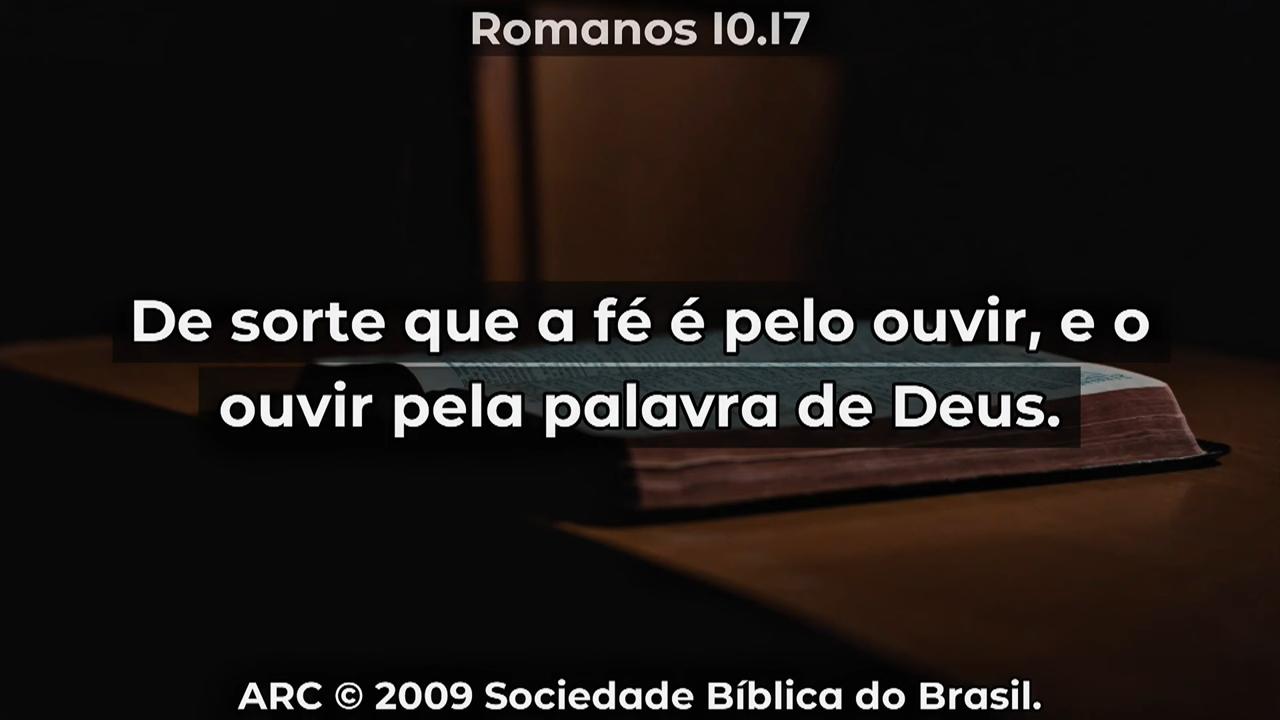 Romanos 10.17
De sorte que a fé é pelo ouvir, e o
ouvir pela palavra de Deus.
ARC © 2009 Sociedade Bíblica do Brasil.